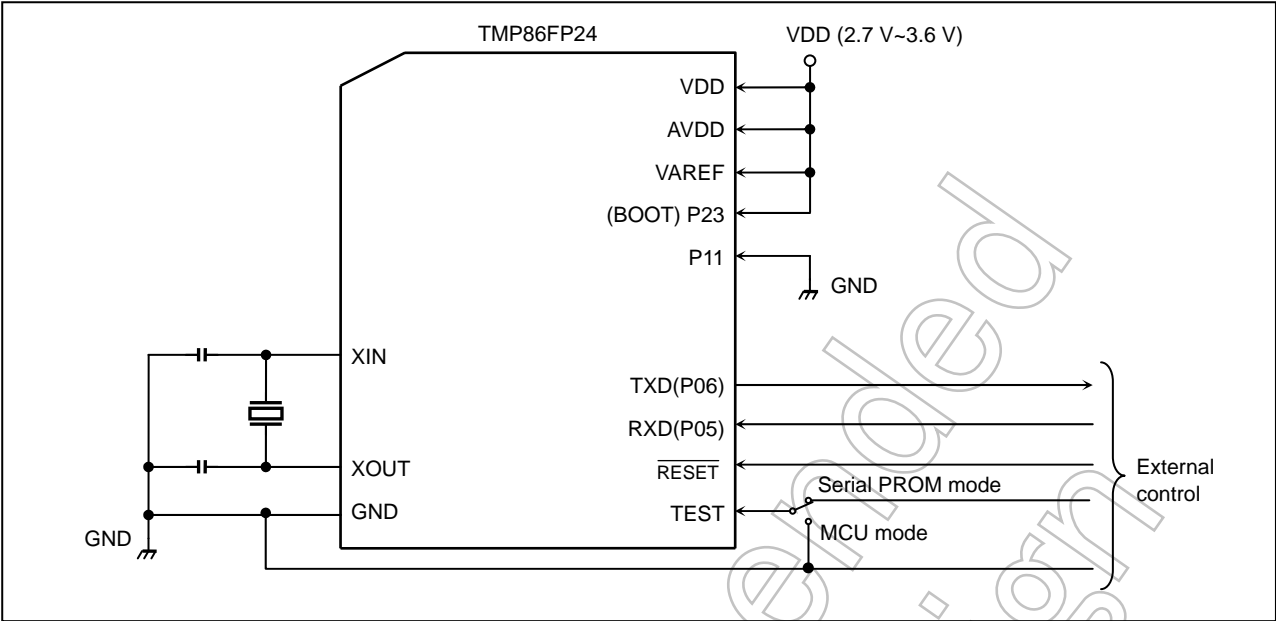 TMP86FP24
VDD (2.7 V~3.6 V)
VDD
AVDD
VAREF
(BOOT) P23
P11
GND
XIN
TXD(P06)
RXD(P05)
XOUT
RESET
External
control
Serial PROM mode
GND
TEST
MCU mode
GND